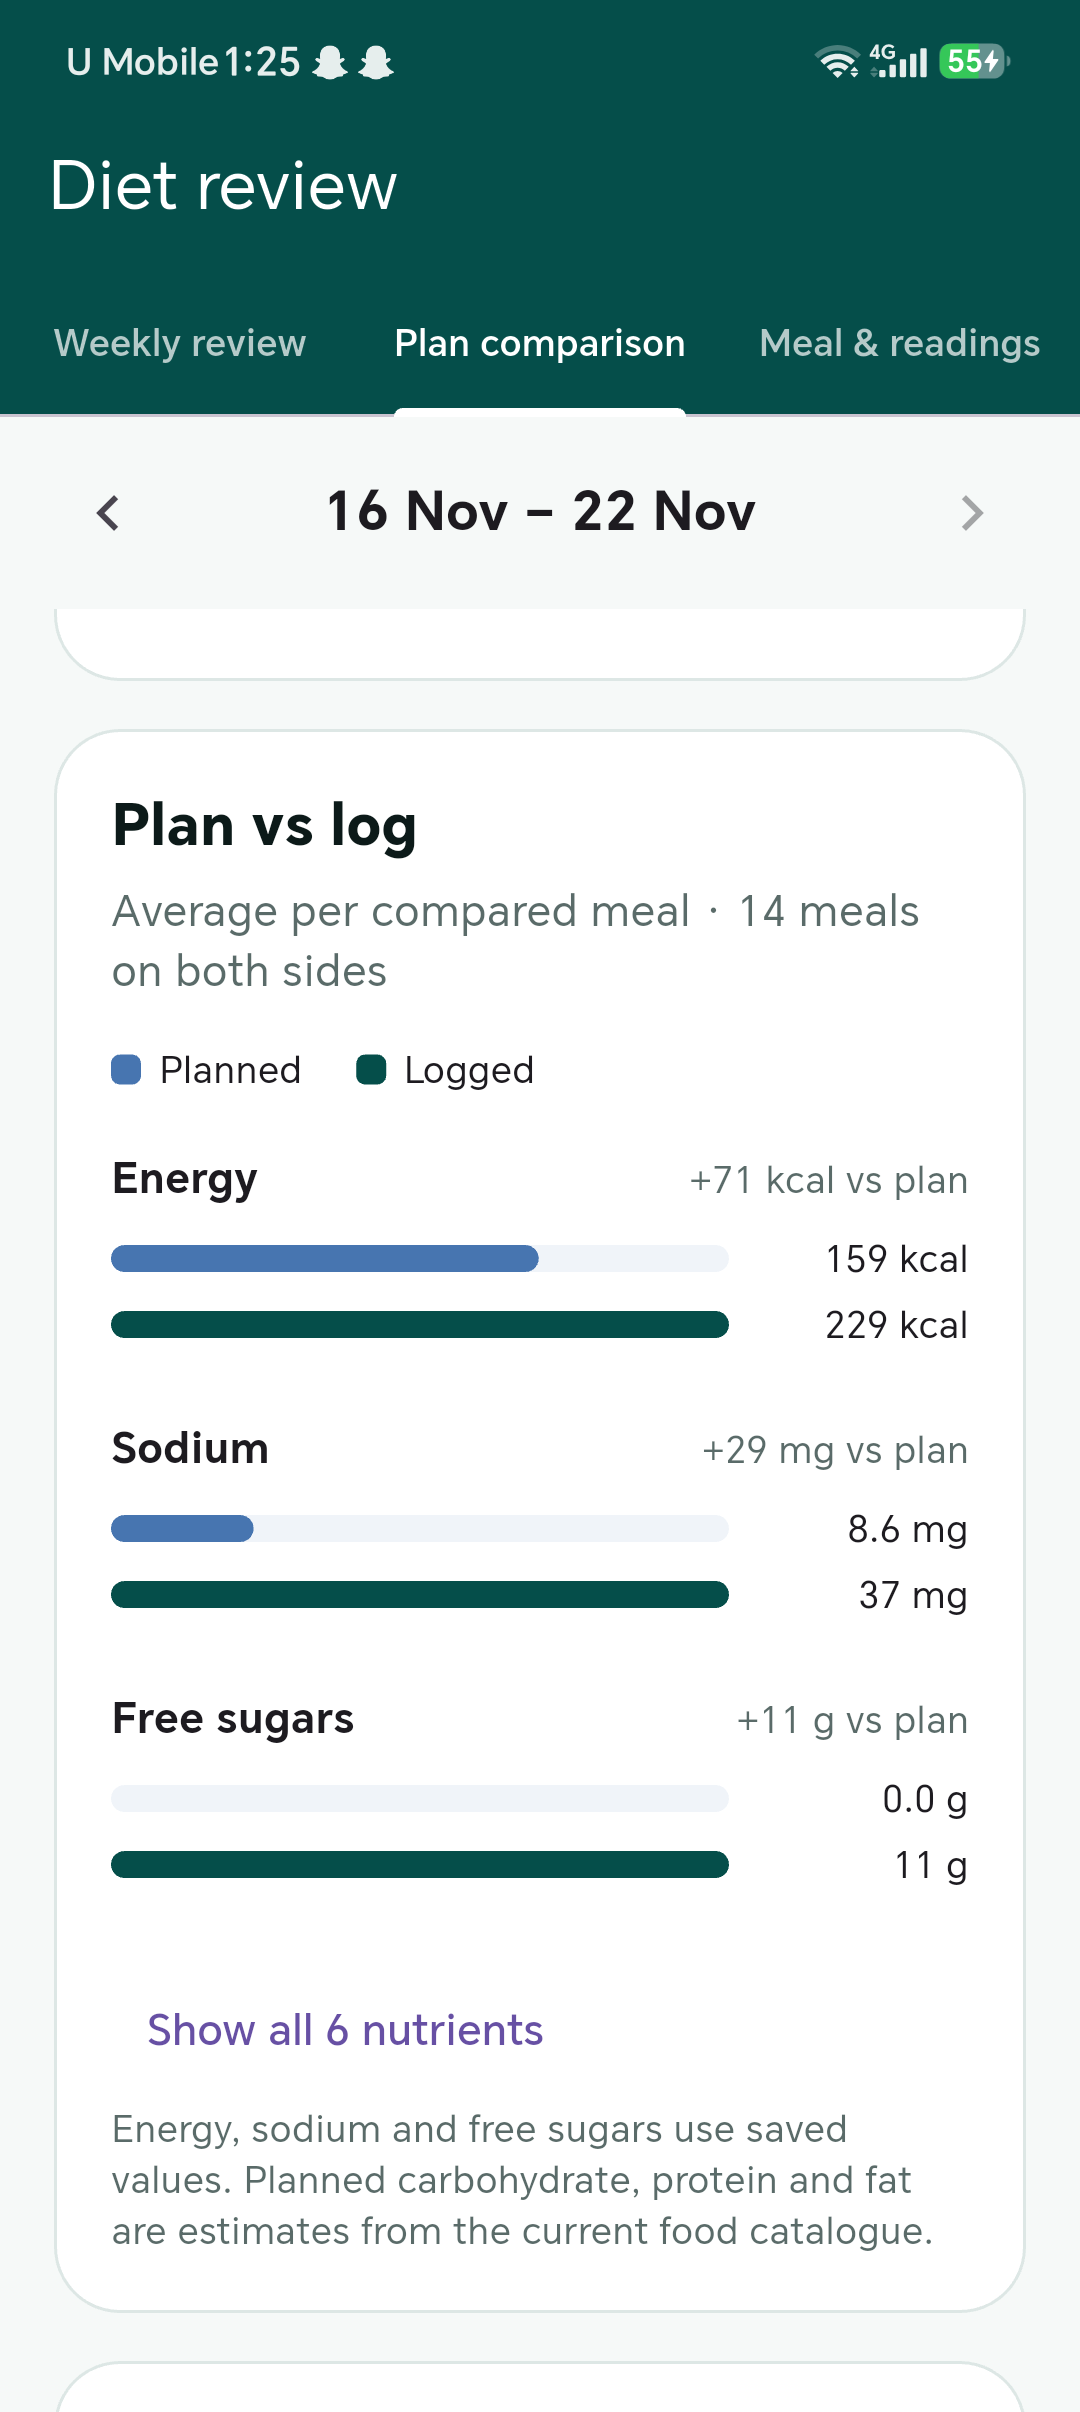 U Mobile 1:25 4G 55
Diet review
Weekly review Plan comparison Meal & readings
16 Nov – 22 Nov
Plan vs log
Average per compared meal · 14 meals
on both sides
Planned Logged
Energy +71 kcal vs plan
159 kcal
229 kcal
Sodium +29 mg vs plan
8.6 mg
37 mg
Free sugars +11 g vs plan
0.0 g
11 g
Show all 6 nutrients
Energy, sodium and free sugars use saved
values. Planned carbohydrate, protein and fat
are estimates from the current food catalogue.